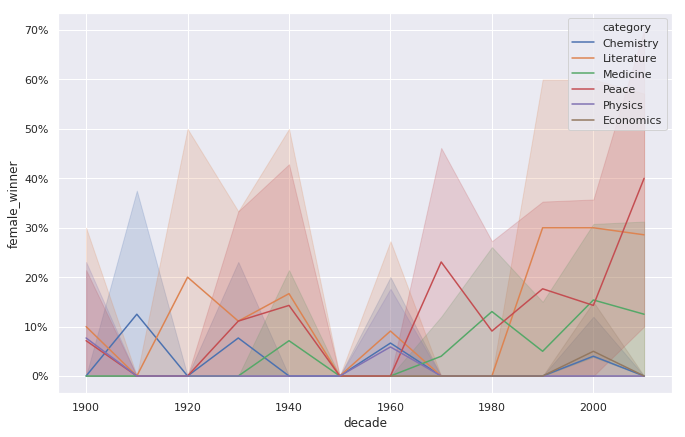 70%
60%
50%
40%
30%
20%
10%
0%
female_winner
1900
1920
1940
1960
1980
2000
decade
category
Chemistry
Literature
Medicine
Peace
Physics
Economics